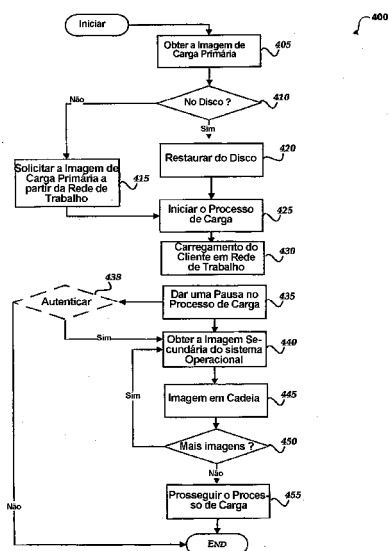 Iniciar
400
Obter a Imagem de
Carga Primária
405
No Disco ?
410
Não
Sim
Restaurar do Disco
420
Solicitar a Imagem de
Carga Primária a
partir da Rede de
Trabalho
415
Iniciar o Processo
de Carga
425
Carregamento do
Cliente em Rede
de Trabalho
430
438
Autenticar
Dar uma Pausa no
Processo de Carga
435
Sim
Obter a Imagem Se-
cundária do sistema
Operacional
440
Sim
Imagem em Cadeia
445
Mais imagens ?
450
Não
Prosseguir o Proces-
so de Carga
455
Não
END